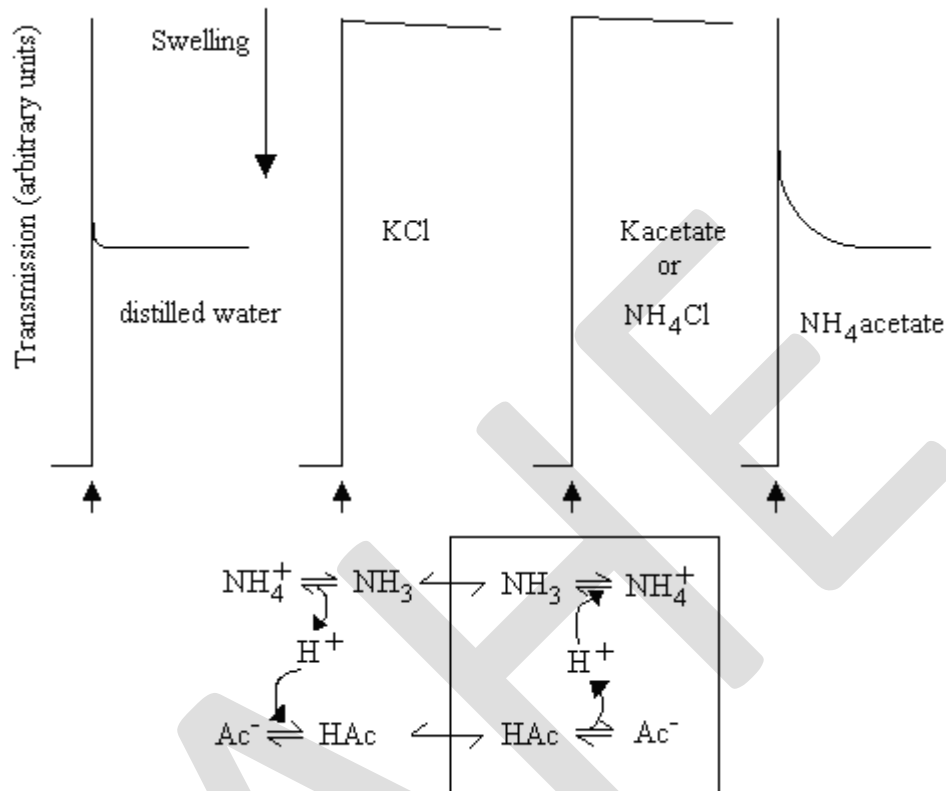 Transmission (arbitrary units)
Swelling
distilled water
KCl
Kacetate
or
NH₄Cl
NH₄acetate
NH₄⁺ ⇌ NH₃ ↔ NH₃ ⇌ NH₄⁺
H⁺ H⁺
Ac⁻ ⇌ HAc ↔ HAc ⇌ Ac⁻
AHE